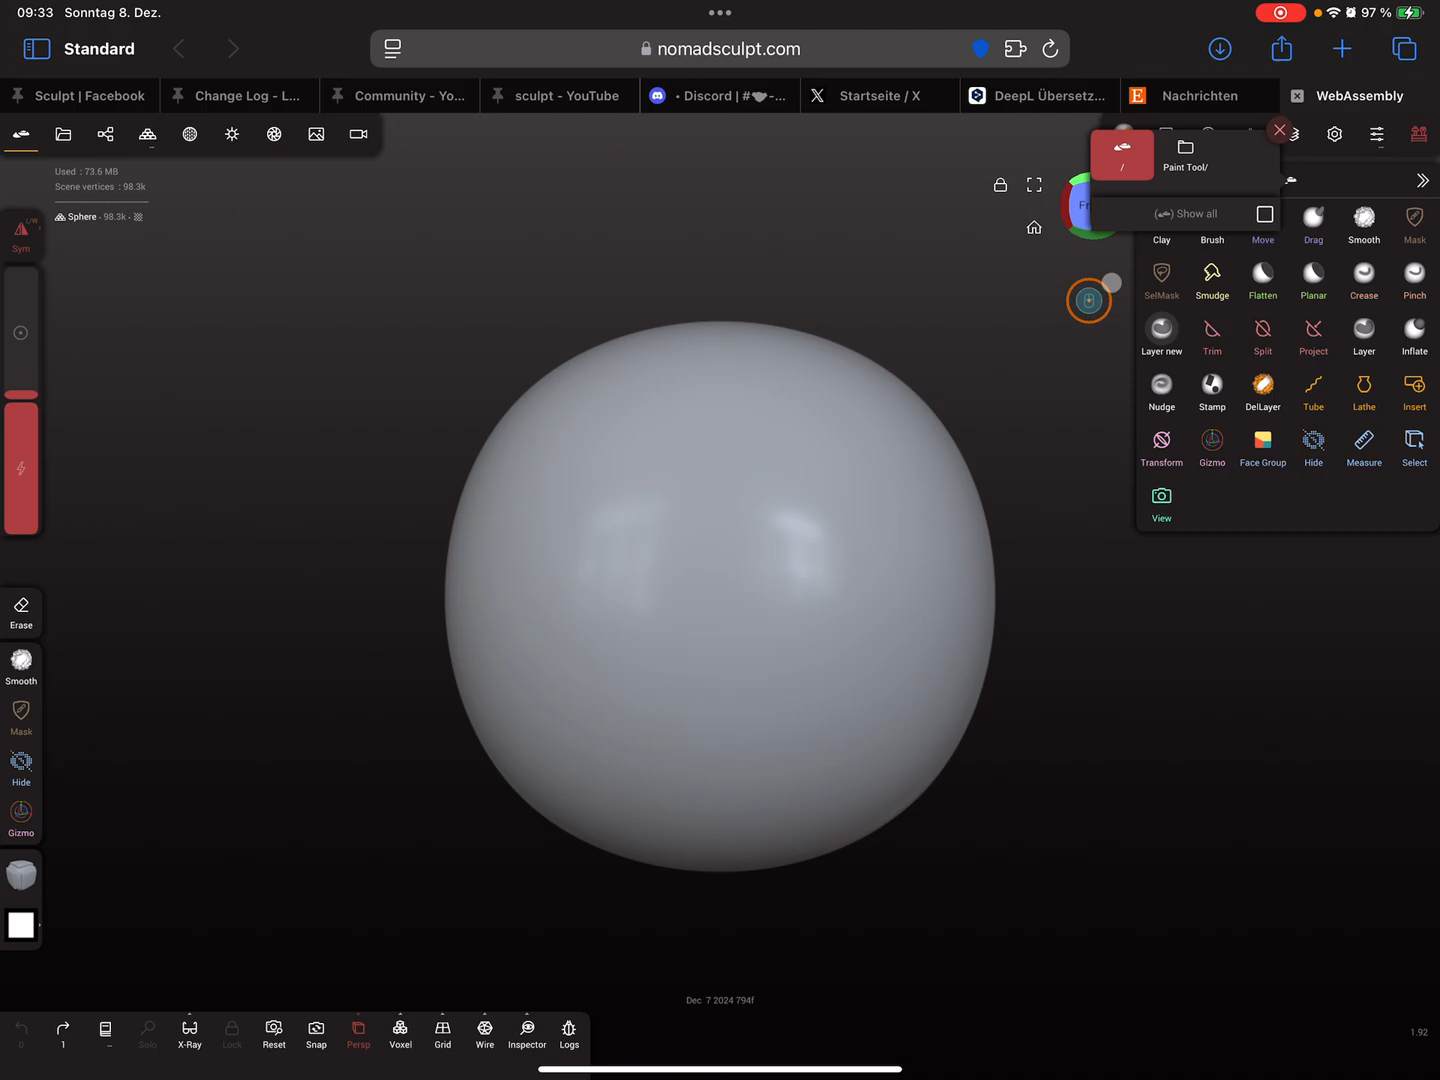 09:33 Sonntag 8. Dez.
97 %
Standard
nomadsculpt.com
Sculpt | Facebook
Change Log - L...
Community - Yo...
sculpt - YouTube
• Discord | #🤝-...
Startseite / X
DeepL Übersetz...
Nachrichten
WebAssembly
/
Paint Tool/
Show all
Used : 73.6 MB
Scene vertices : 98.3k
Sphere - 98.3k -
Sym
Clay Brush Move Drag Smooth Mask
SelMask Smudge Flatten Planar Crease Pinch
Layer new Trim Split Project Layer Inflate
Nudge Stamp DelLayer Tube Lathe Insert
Transform Gizmo Face Group Hide Measure Select
View
Erase
Smooth
Mask
Hide
Gizmo
Dec 7 2024 794f
1.92
0 1 ... Solo X-Ray Lock Reset Snap Persp Voxel Grid Wire Inspector Logs